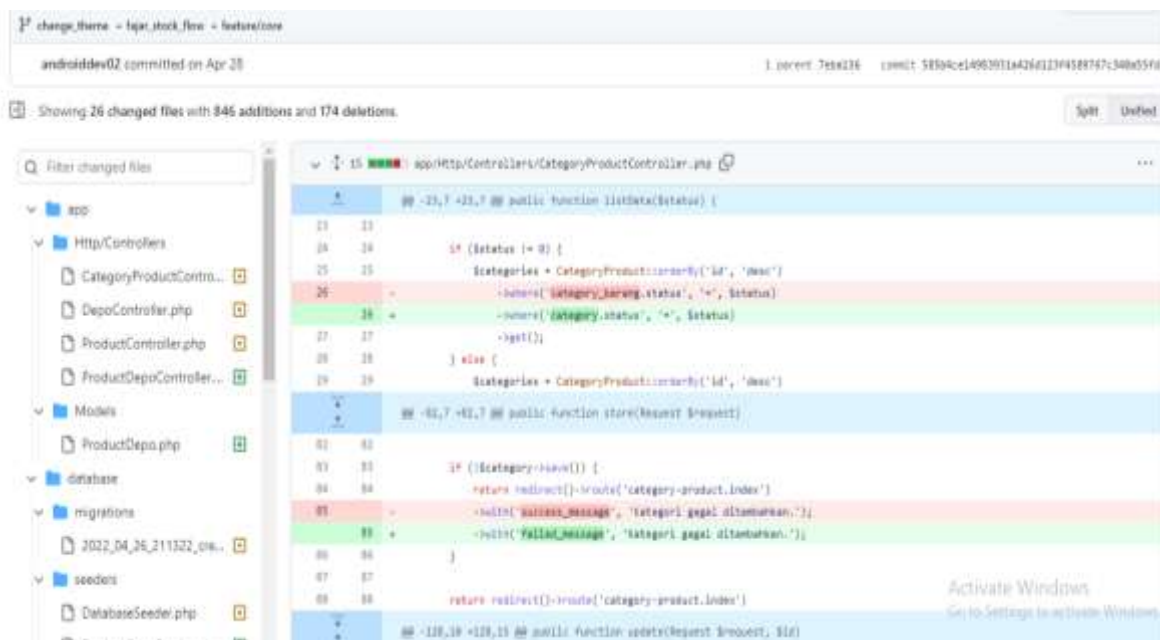 change_theme - fajar_stock_flow - feature/core
androiddev02 committed on Apr 28
1 parent commit
Showing 26 changed files with 846 additions and 174 deletions.
Split Unified
Filter changed files
15 app/Http/Controllers/CategoryProductController.php
app
@@ -23,7 +23,7 @@ public function listData($status) {
23 23
Http/Controllers
24 24 if ($status != 0) {
CategoryProductContro...
25 25 $categories = CategoryProduct::orderBy('id', 'desc')
26 - ->where('category_barang.status', '=', $status)
DepoController.php
26 + ->where('category.status', '=', $status)
ProductController.php
27 27 ->get();
28 28 } else {
ProductDepoController...
29 29 $categories = CategoryProduct::orderBy('id', 'desc')
Models
@@ -82,7 +82,7 @@ public function store(Request $request)
ProductDepo.php
82 82
83 83 if (!$category->save()) {
database
84 84 return redirect()->route('category-product.index')
migrations
85 - ->with('success_message', 'Kategori gagal ditambahkan.');
85 + ->with('failed_message', 'Kategori gagal ditambahkan.');
2022_04_26_211322_cre...
86 86 }
87 87
seeders
88 88 return redirect()->route('category-product.index')
Activate Windows
DatabaseSeeder.php
Go to Settings to activate Windows.
@@ -128,10 +128,15 @@ public function update(Request $request, $id)